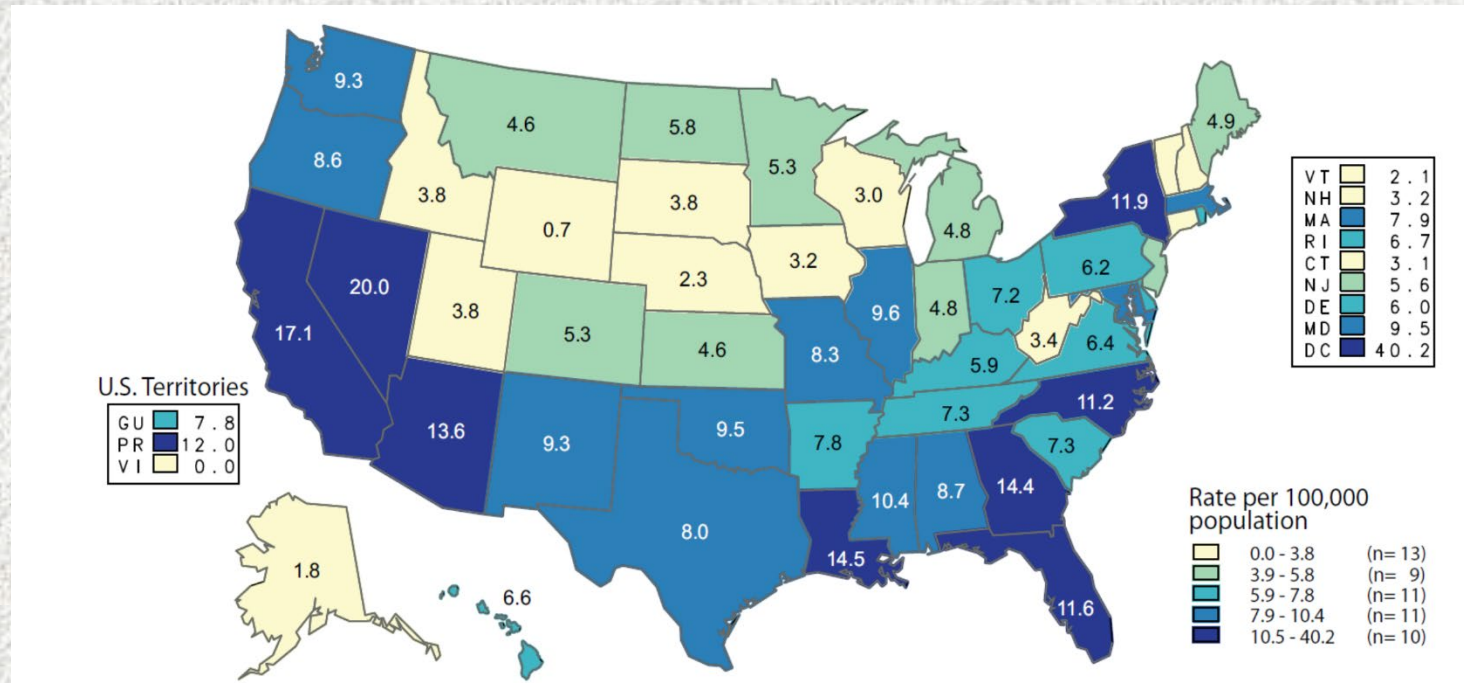 9.3
4.6
5.8
4.9
8.6
5.3
3.8
3.8
3.0
11.9
0.7
4.8
3.2
2.3
6.2
20.0
3.8
9.6
4.8
7.2
17.1
5.3
4.6
8.3
3.4
6.4
5.9
13.6
9.3
9.5
7.8
7.3
11.2
7.3
10.4
8.7
14.4
8.0
14.5
11.6
1.8
6.6
VT 2.1
NH 3.2
MA 7.9
RI 6.7
CT 3.1
NJ 5.6
DE 6.0
MD 9.5
DC 40.2
U.S. Territories
GU 7.8
PR 12.0
VI 0.0
Rate per 100,000
population
0.0 - 3.8 (n= 13)
3.9 - 5.8 (n= 9)
5.9 - 7.8 (n= 11)
7.9 - 10.4 (n= 11)
10.5 - 40.2 (n= 10)